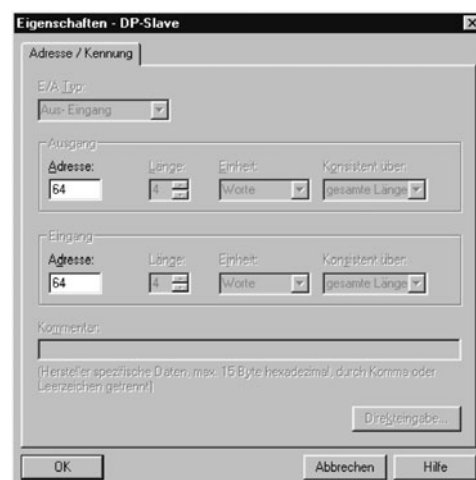 Eigenschaften - DP-Slave
Adresse / Kennung
E/A Typ:
Aus- Eingang
Ausgang
Adresse: Länge: Einheit: Konsistent über:
64 4 Worte gesamte Länge
Eingang
Adresse: Länge: Einheit: Konsistent über:
64 4 Worte gesamte Länge
Kommentar:
(Hersteller spezifische Daten, max. 15 Byte hexadezimal, durch Komma oder
Leerzeichen getrennt)
Direkteingabe...
OK Abbrechen Hilfe